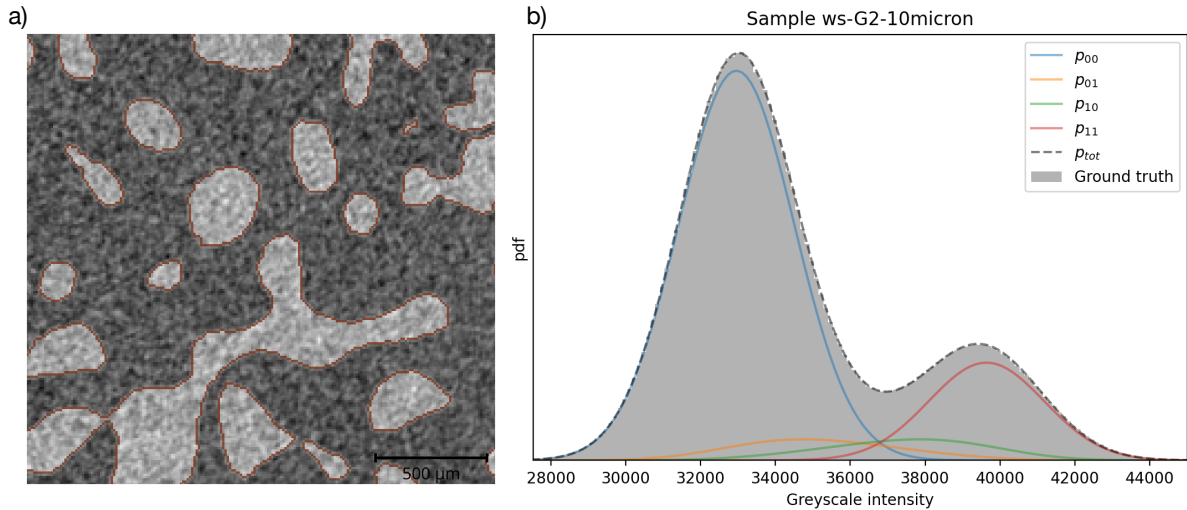 a)
500 μm
b)
Sample ws-G2-10micron
pdf
p00
p01
p10
p11
ptot
Ground truth
28000 30000 32000 34000 36000 38000 40000 42000 44000
Greyscale intensity